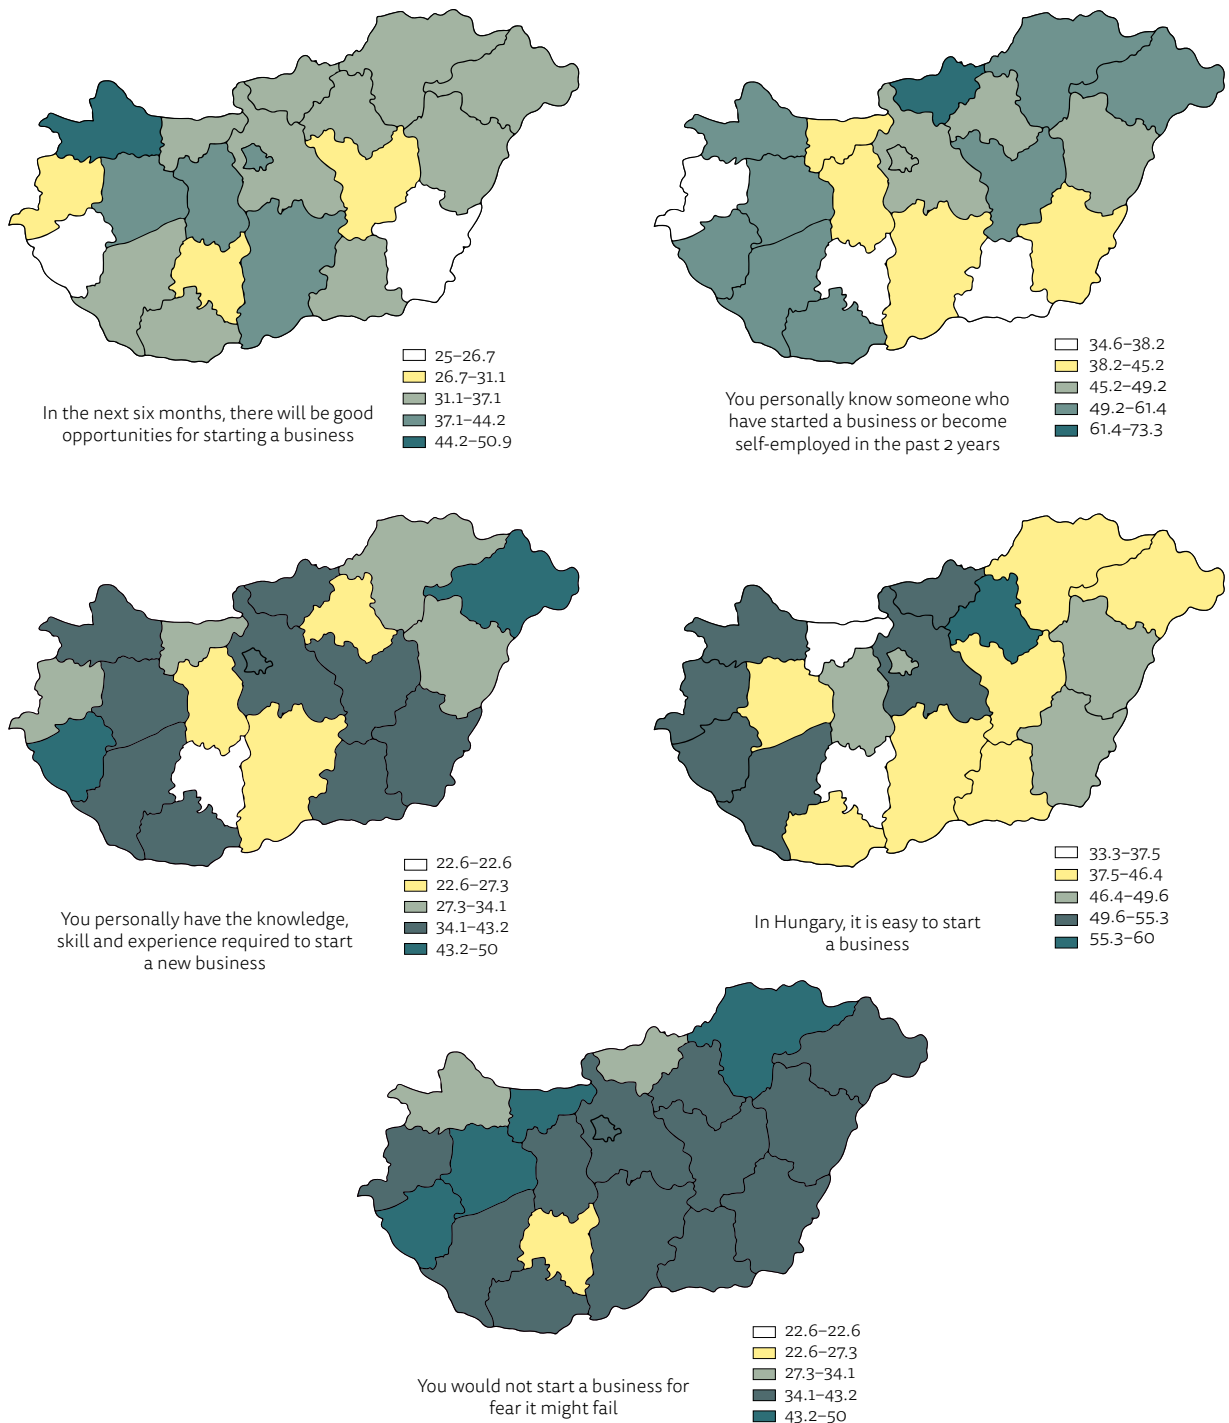 25–26.7
26.7–31.1
31.1–37.1
37.1–44.2
44.2–50.9
In the next six months, there will be good
opportunities for starting a business
34.6–38.2
38.2–45.2
45.2–49.2
49.2–61.4
61.4–73.3
You personally know someone who
have started a business or become
self-employed in the past 2 years
22.6–22.6
22.6–27.3
27.3–34.1
34.1–43.2
43.2–50
You personally have the knowledge,
skill and experience required to start
a new business
33.3–37.5
37.5–46.4
46.4–49.6
49.6–55.3
55.3–60
In Hungary, it is easy to start
a business
22.6–22.6
22.6–27.3
27.3–34.1
34.1–43.2
43.2–50
You would not start a business for
fear it might fail